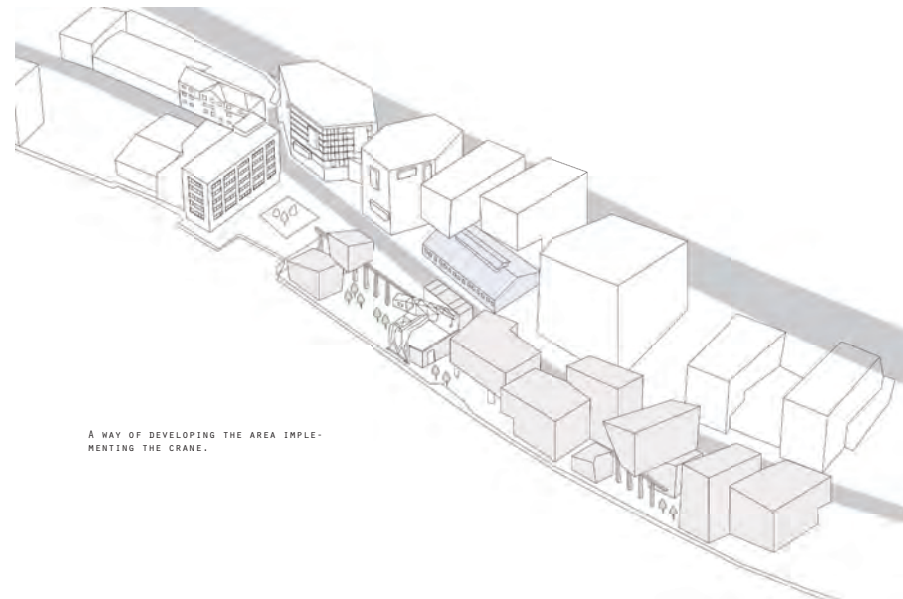 A way of developing the area imple-
menting the crane.